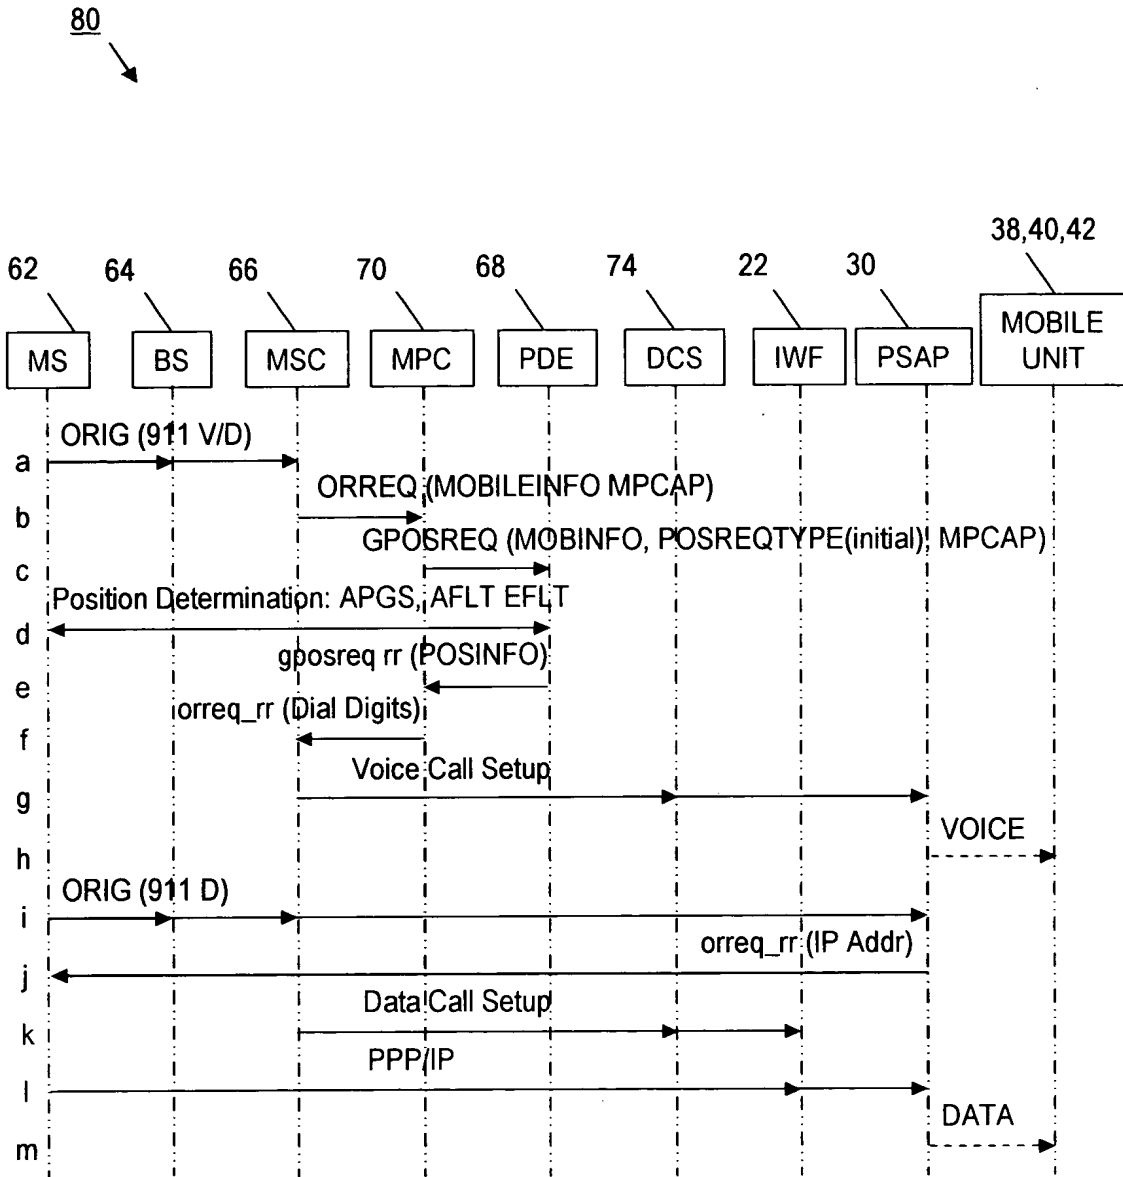 80
38,40,42
62 64 66 70 68 74 22 30
MS BS MSC MPC PDE DCS IWF PSAP MOBILE UNIT
ORIG (911 V/D)
a
ORREQ (MOBILEINFO MPCAP)
b
GPOSREQ (MOBINFO, POSREQTYPE(initial), MPCAP)
c
Position Determination: APGS, AFLT EFLT
d
gposreq rr (POSINFO)
e
orreq_rr (Dial Digits)
f
Voice Call Setup
g
VOICE
h
ORIG (911 D)
i
orreq_rr (IP Addr)
j
Data Call Setup
k
PPP/IP
l
DATA
m